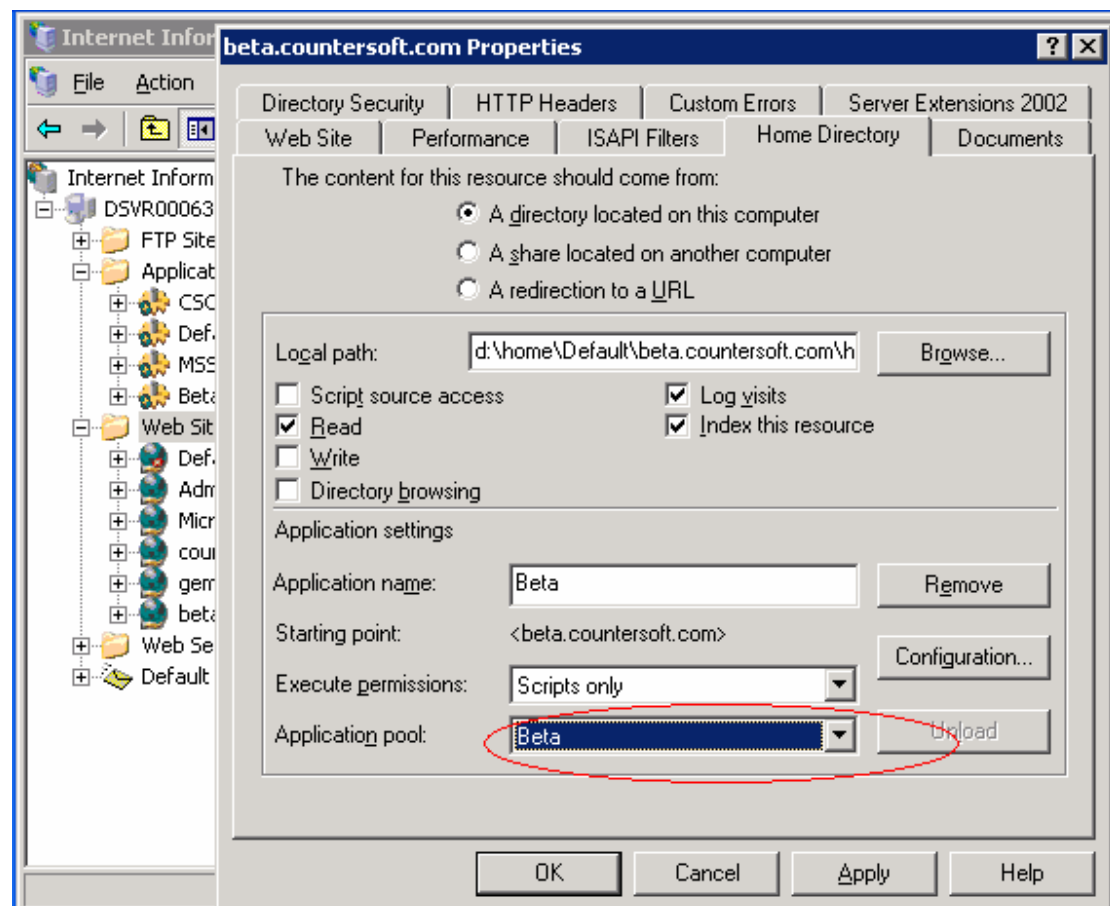 Internet Infor
File Action
Internet Inform
DSVR00063
FTP Site
Applicat
CSC
Def
MSS
Beta
Web Sit
Def
Adm
Micr
cou
gem
beta
Web Se
Default
beta.countersoft.com Properties
Directory Security HTTP Headers Custom Errors Server Extensions 2002
Web Site Performance ISAPI Filters Home Directory Documents
The content for this resource should come from:
A directory located on this computer
A share located on another computer
A redirection to a URL
Local path: d:\home\Default\beta.countersoft.com\h Browse...
Script source access Log visits
Read Index this resource
Write
Directory browsing
Application settings
Application name: Beta Remove
Starting point: <beta.countersoft.com>
Configuration...
Execute permissions: Scripts only
Application pool: Beta Unload
OK Cancel Apply Help